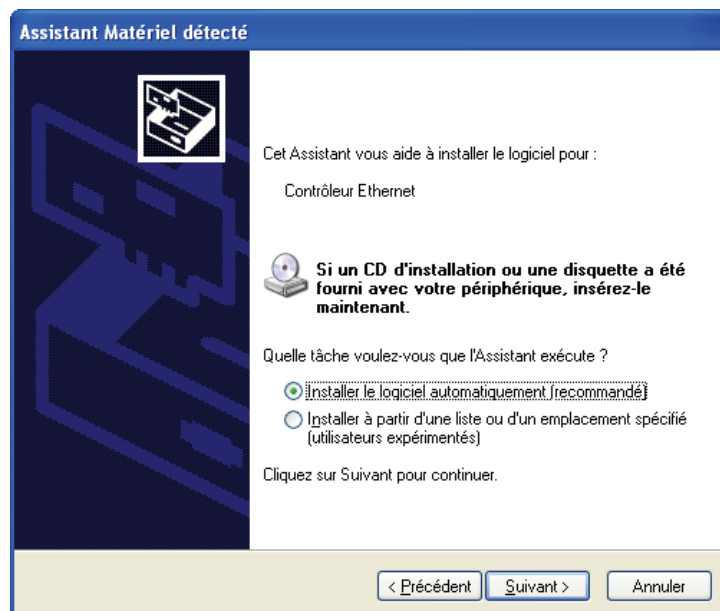 Assistant Matériel détecté
Cet Assistant vous aide à installer le logiciel pour :
Contrôleur Ethernet
Si un CD d'installation ou une disquette a été
fourni avec votre périphérique, insérez-le
maintenant.
Quelle tâche voulez-vous que l'Assistant exécute ?
Installer le logiciel automatiquement (recommandé)
Installer à partir d'une liste ou d'un emplacement spécifié
(utilisateurs expérimentés)
Cliquez sur Suivant pour continuer.
< Précédent Suivant > Annuler